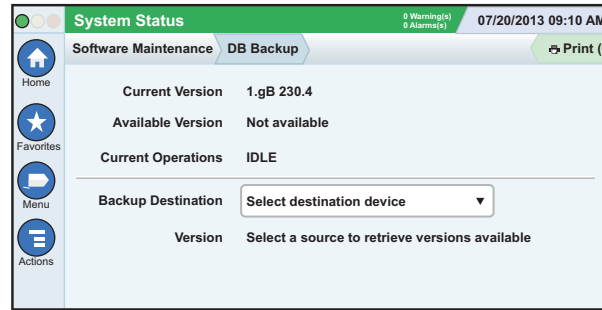 System Status
0 Warning(s)
0 Alarms(s)
07/20/2013 09:10 AM
Software Maintenance DB Backup
Print (
Home
Favorites
Menu
Actions
Current Version 1.gB 230.4
Available Version Not available
Current Operations IDLE
Backup Destination Select destination device
Version Select a source to retrieve versions available